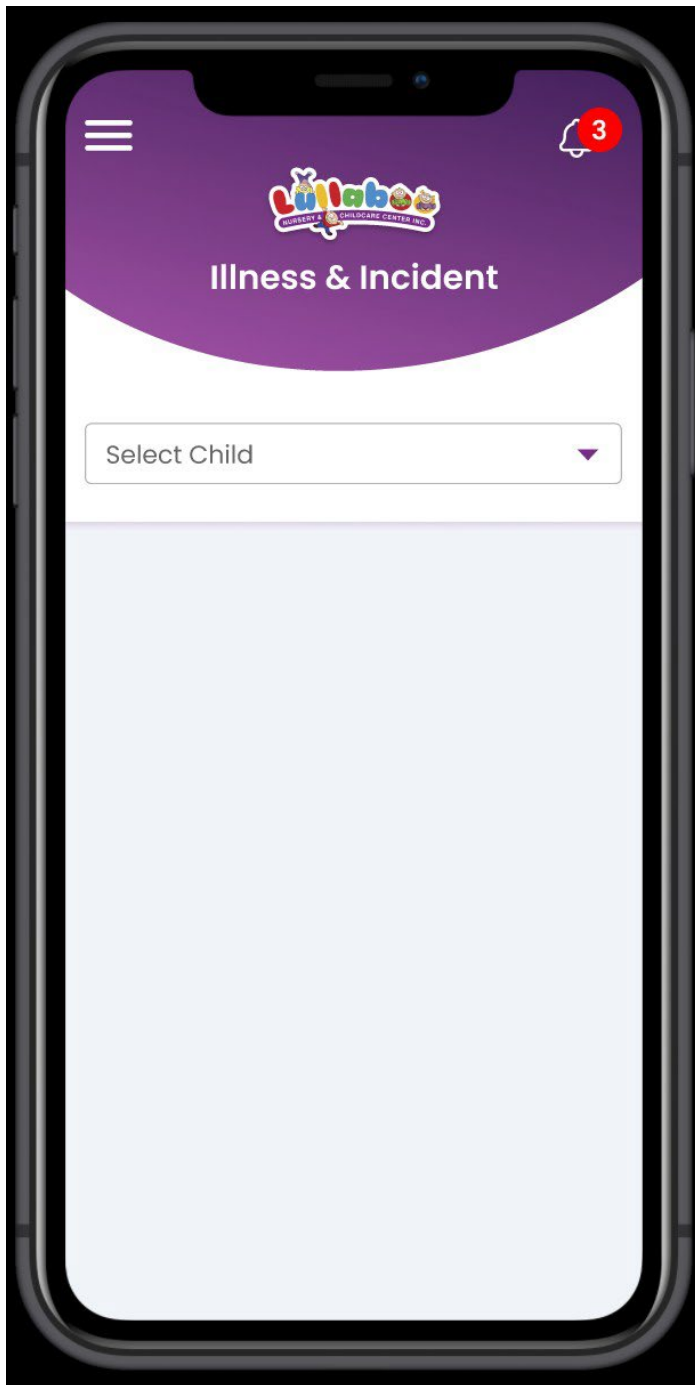 3
Lullaboo
NURSERY & CHILDCARE CENTER INC.
Illness & Incident
Select Child